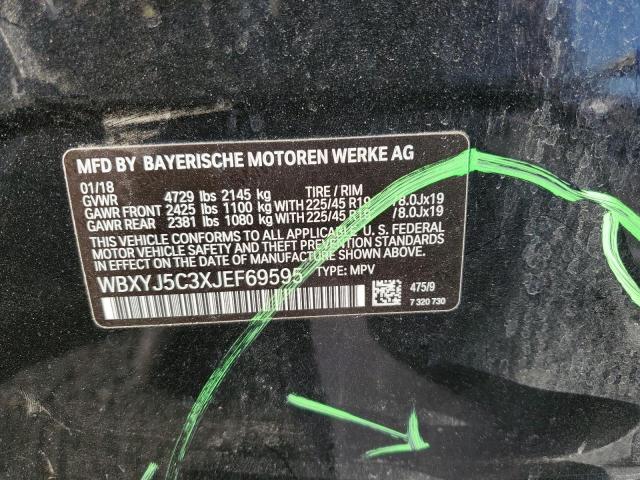 MFD BY BAYERISCHE MOTOREN WERKE AG
01/18
GVWR 4729 lbs 2145 kg TIRE / RIM
GAWR FRONT 2425 lbs 1100 kg WITH 225/45 R19 /8.0Jx19
GAWR REAR 2381 lbs 1080 kg WITH 225/45 R19 /8.0Jx19
THIS VEHICLE CONFORMS TO ALL APPLICABLE U. S. FEDERAL
MOTOR VEHICLE SAFETY, BUMPER, AND THEFT PREVENTION
STANDARDS IN EFFECT ON THE DATE OF MANUFACTURE SHOWN
ABOVE.
WBXYJ5C3XJEF69595 TYPE: MPV
475/9
7 320 730